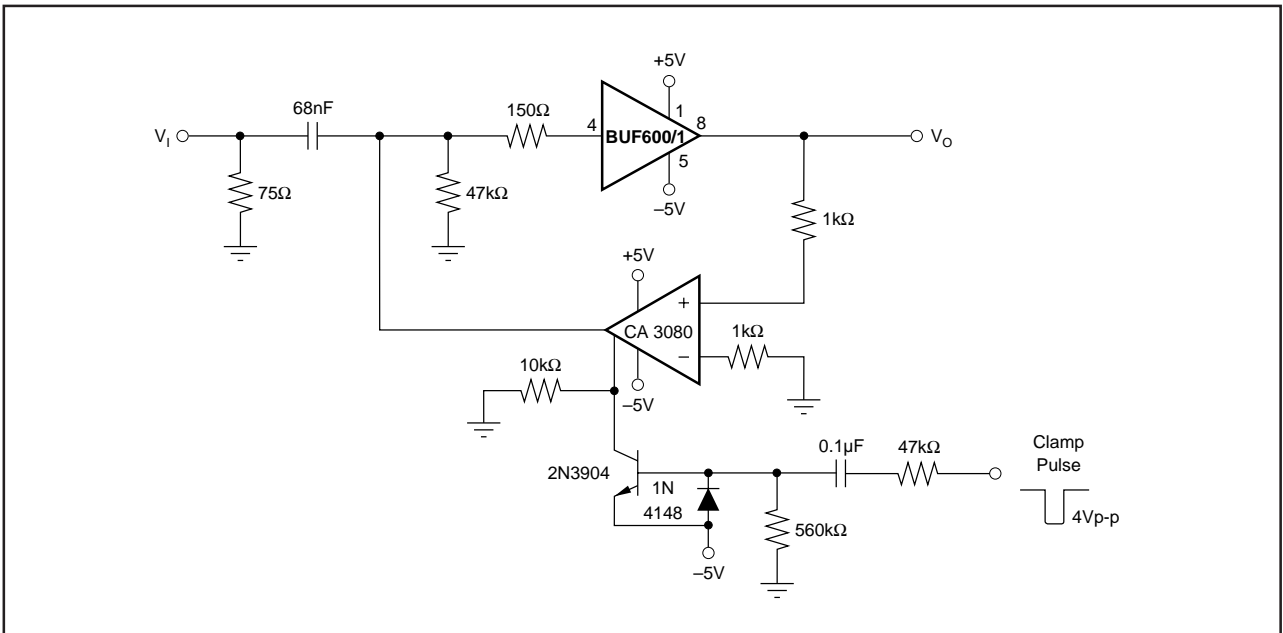 +5V
68nF
150Ω
1
V_I
4
BUF600/1
8
V_O
5
75Ω
47kΩ
–5V
1kΩ
+5V
+
CA 3080
1kΩ
–
10kΩ
–5V
0.1µF
47kΩ
Clamp
Pulse
2N3904
1N
4148
560kΩ
4Vp-p
–5V